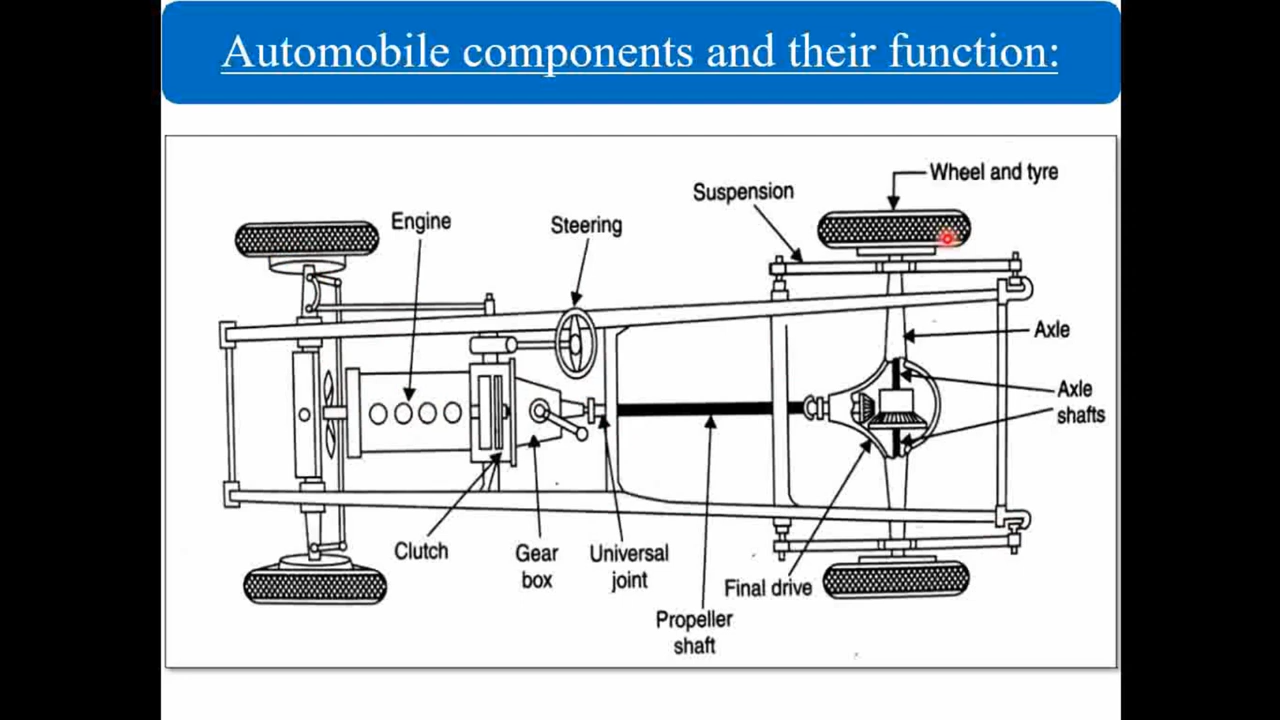 Automobile components and their function:
Wheel and tyre
Suspension
Engine
Steering
Axle
Axle
shafts
Clutch
Gear
box
Universal
joint
Final drive
Propeller
shaft